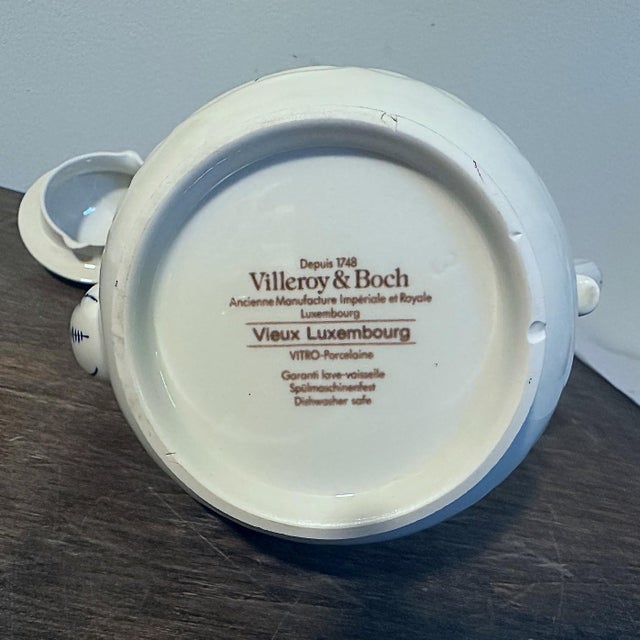 Depuis 1748
Villeroy & Boch
Ancienne Manufacture Impériale et Royale
Luxembourg
Vieux Luxembourg
VITRO-Porcelaine
Garanti lave-vaisselle
Spülmaschinenfest
Dishwasher safe